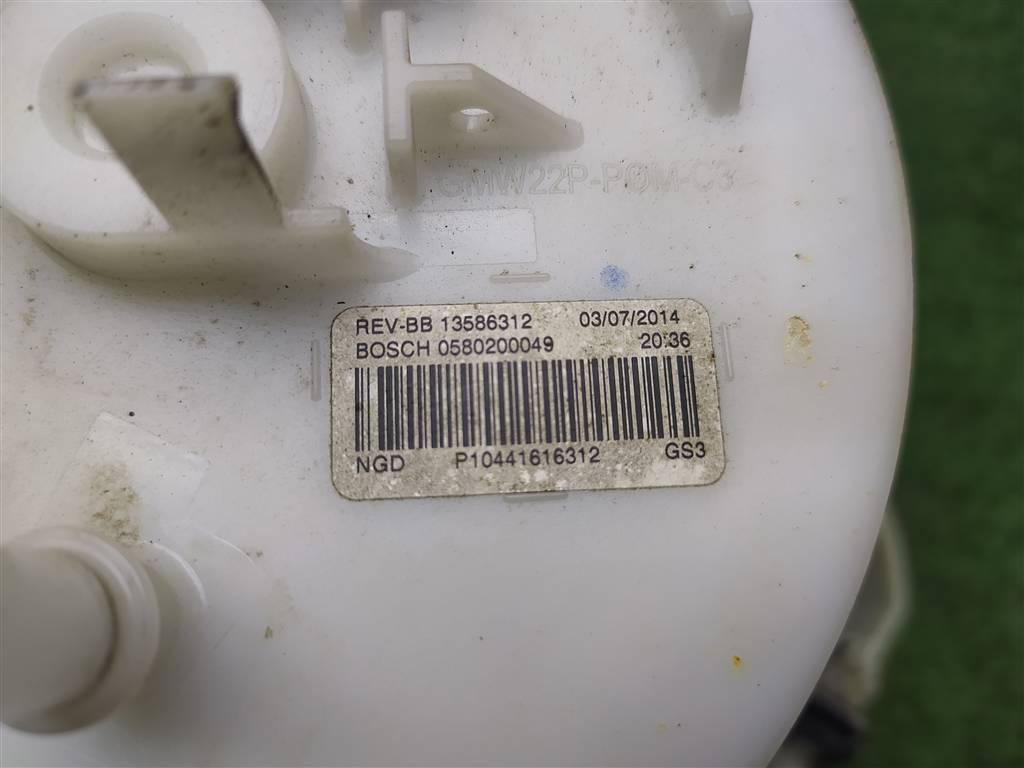 GMW22P-POM-C3
REV-BB 13586312 03/07/2014
BOSCH 0580200049 20:36
NGD P10441616312 GS3